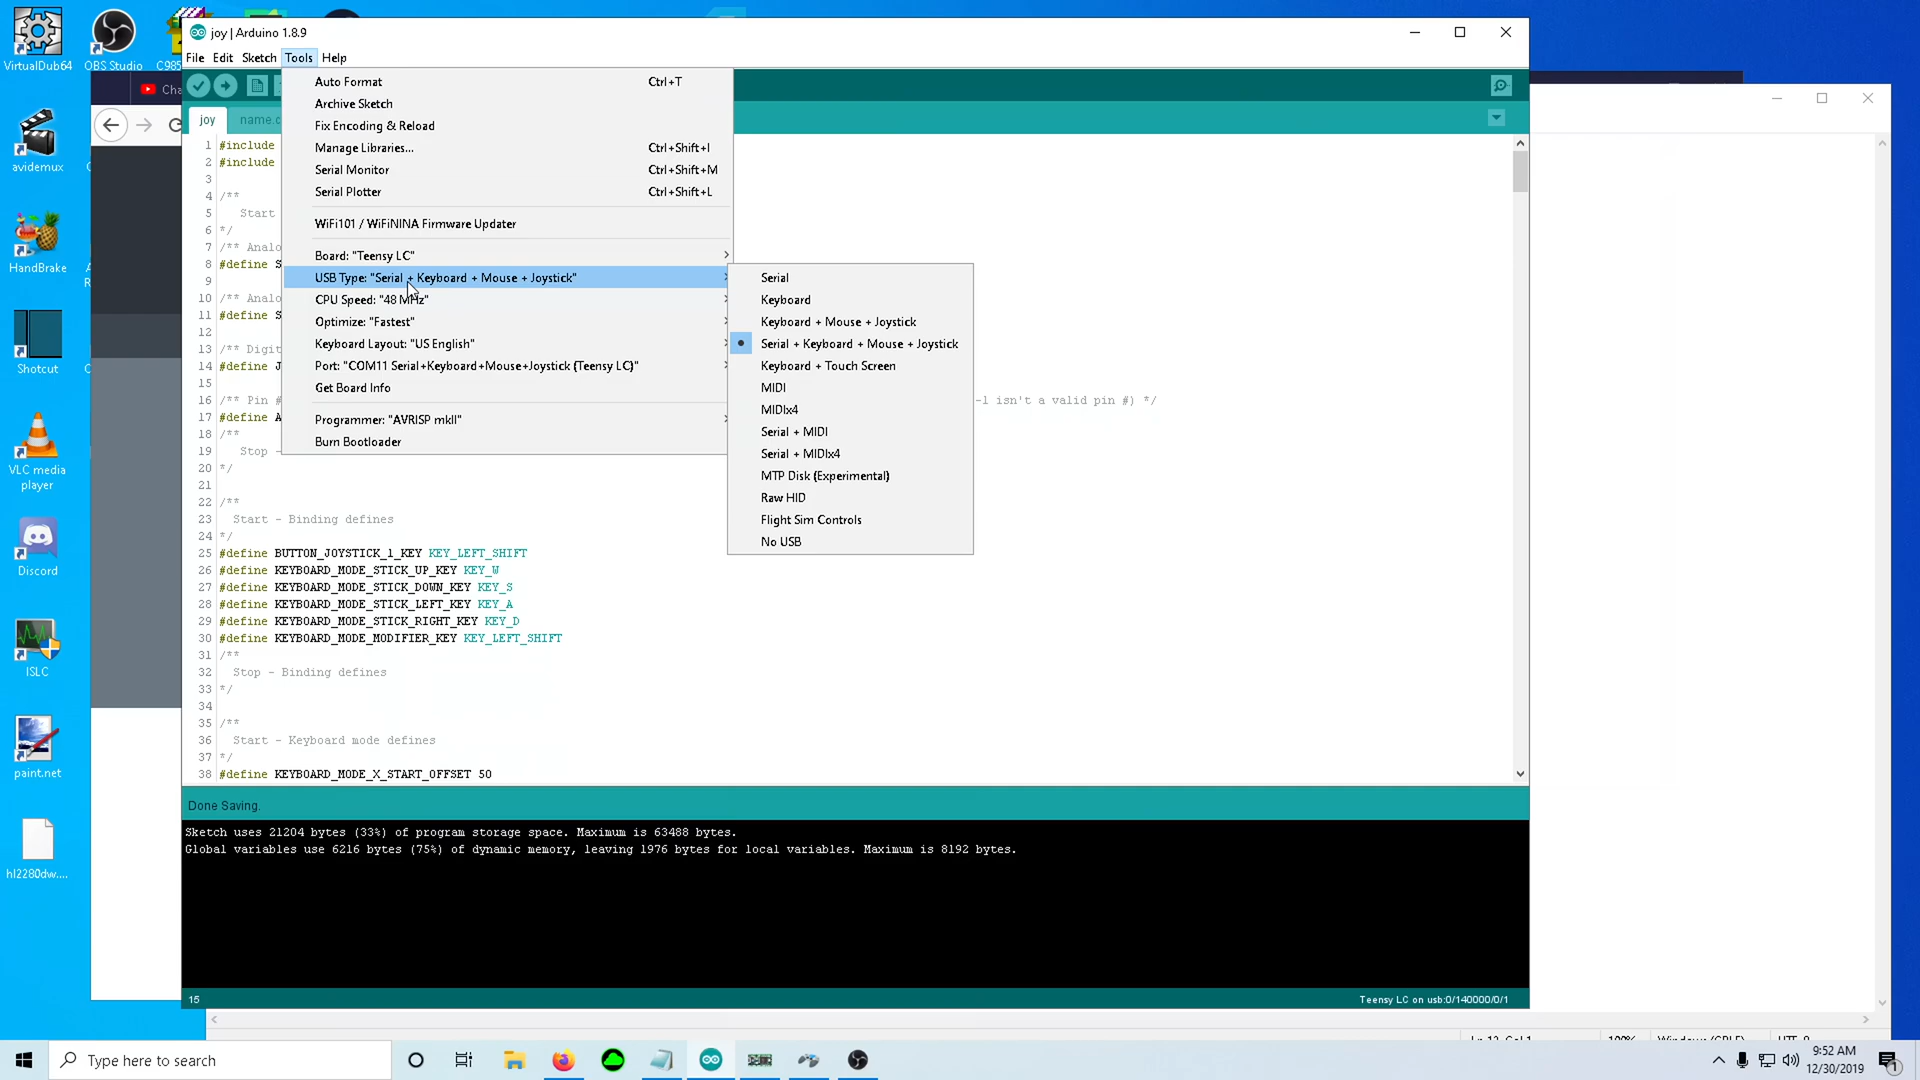 VirtualDub64
OBS Studio
C985
avidemux
HandBrake
Shotcut
VLC media
player
Discord
ISLC
paint.net
hl2280dw....
Cha
joy | Arduino 1.8.9
File Edit Sketch Tools Help
joy
name.c
Auto Format Ctrl+T
Archive Sketch
Fix Encoding & Reload
Manage Libraries... Ctrl+Shift+I
Serial Monitor Ctrl+Shift+M
Serial Plotter Ctrl+Shift+L
WiFi101 / WiFiNINA Firmware Updater
Board: "Teensy LC"
USB Type: "Serial + Keyboard + Mouse + Joystick"
CPU Speed: "48 MHz"
Optimize: "Fastest"
Keyboard Layout: "US English"
Port: "COM11 Serial+Keyboard+Mouse+Joystick (Teensy LC)"
Get Board Info
Programmer: "AVRISP mkII"
Burn Bootloader
Serial
Keyboard
Keyboard + Mouse + Joystick
Serial + Keyboard + Mouse + Joystick
Keyboard + Touch Screen
MIDI
MIDIx4
Serial + MIDI
Serial + MIDIx4
MTP Disk (Experimental)
Raw HID
Flight Sim Controls
No USB
1 #include
2 #include
3
4 /**
5 Start
6 */
7 /** Analo
8 #define S
9
10 /** Analo
11 #define S
12
13 /** Digit
14 #define J
15
16 /** Pin # -1 isn't a valid pin #) */
17 #define A
18 /**
19 Stop -
20 */
21
22 /**
23 Start - Binding defines
24 */
25 #define BUTTON_JOYSTICK_1_KEY KEY_LEFT_SHIFT
26 #define KEYBOARD_MODE_STICK_UP_KEY KEY_W
27 #define KEYBOARD_MODE_STICK_DOWN_KEY KEY_S
28 #define KEYBOARD_MODE_STICK_LEFT_KEY KEY_A
29 #define KEYBOARD_MODE_STICK_RIGHT_KEY KEY_D
30 #define KEYBOARD_MODE_MODIFIER_KEY KEY_LEFT_SHIFT
31 /**
32 Stop - Binding defines
33 */
34
35 /**
36 Start - Keyboard mode defines
37 */
38 #define KEYBOARD_MODE_X_START_OFFSET 50
Done Saving.
Sketch uses 21204 bytes (33%) of program storage space. Maximum is 63488 bytes.
Global variables use 6216 bytes (75%) of dynamic memory, leaving 1976 bytes for local variables. Maximum is 8192 bytes.
15
Teensy LC on usb:0/140000/0/1
Type here to search
9:52 AM
12/30/2019
1